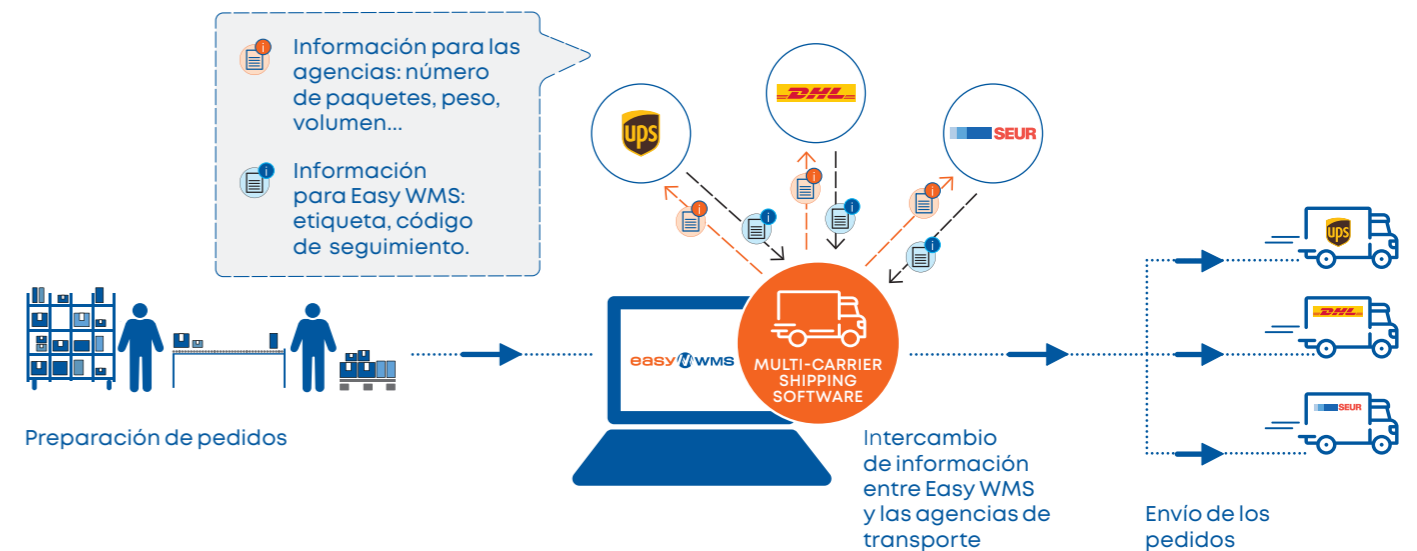 Información para las
agencias: número
de paquetes, peso,
volumen...
Información
para Easy WMS:
etiqueta, código
de seguimiento.
ups
DHL
SEUR
i
i
i
i
i
i
i
i
Preparación de pedidos
easy WMS
MULTI-CARRIER
SHIPPING
SOFTWARE
Intercambio
de información
entre Easy WMS
y las agencias de
transporte
ups
DHL
SEUR
Envío de los
pedidos